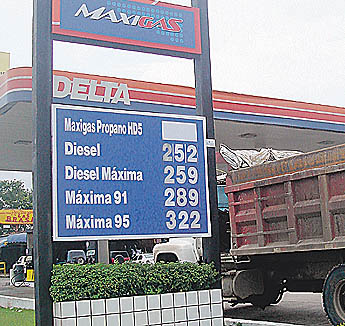 MAXIGAS
DELTA
Maxigas Propano HD5
Diesel 252
Diesel Máxima 259
Máxima 91 289
Máxima 95 322